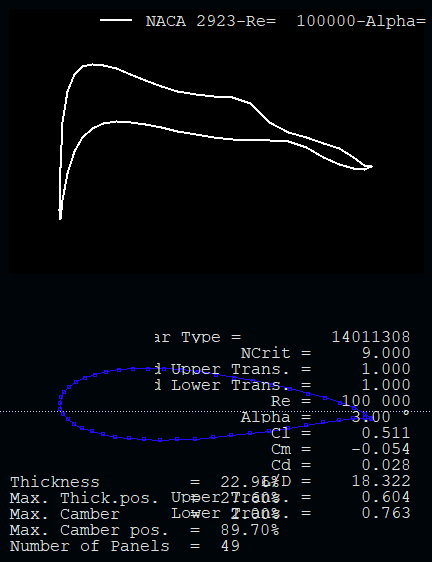 NACA 2923-Re= 100000-Alpha=
ar Type = 14011308
NCrit = 9.000
d Upper Trans. = 1.000
d Lower Trans. = 1.000
Re = 100 000
Alpha = 3.00 °
Cl = 0.511
Cm = -0.054
Cd = 0.028
L/D = 18.322
Upper Trans. = 0.604
Lower Trans. = 0.763
Thickness = 22.96%
Max. Thick.pos. = 27.60%
Max. Camber = 2.60%
Max. Camber pos. = 89.70%
Number of Panels = 49